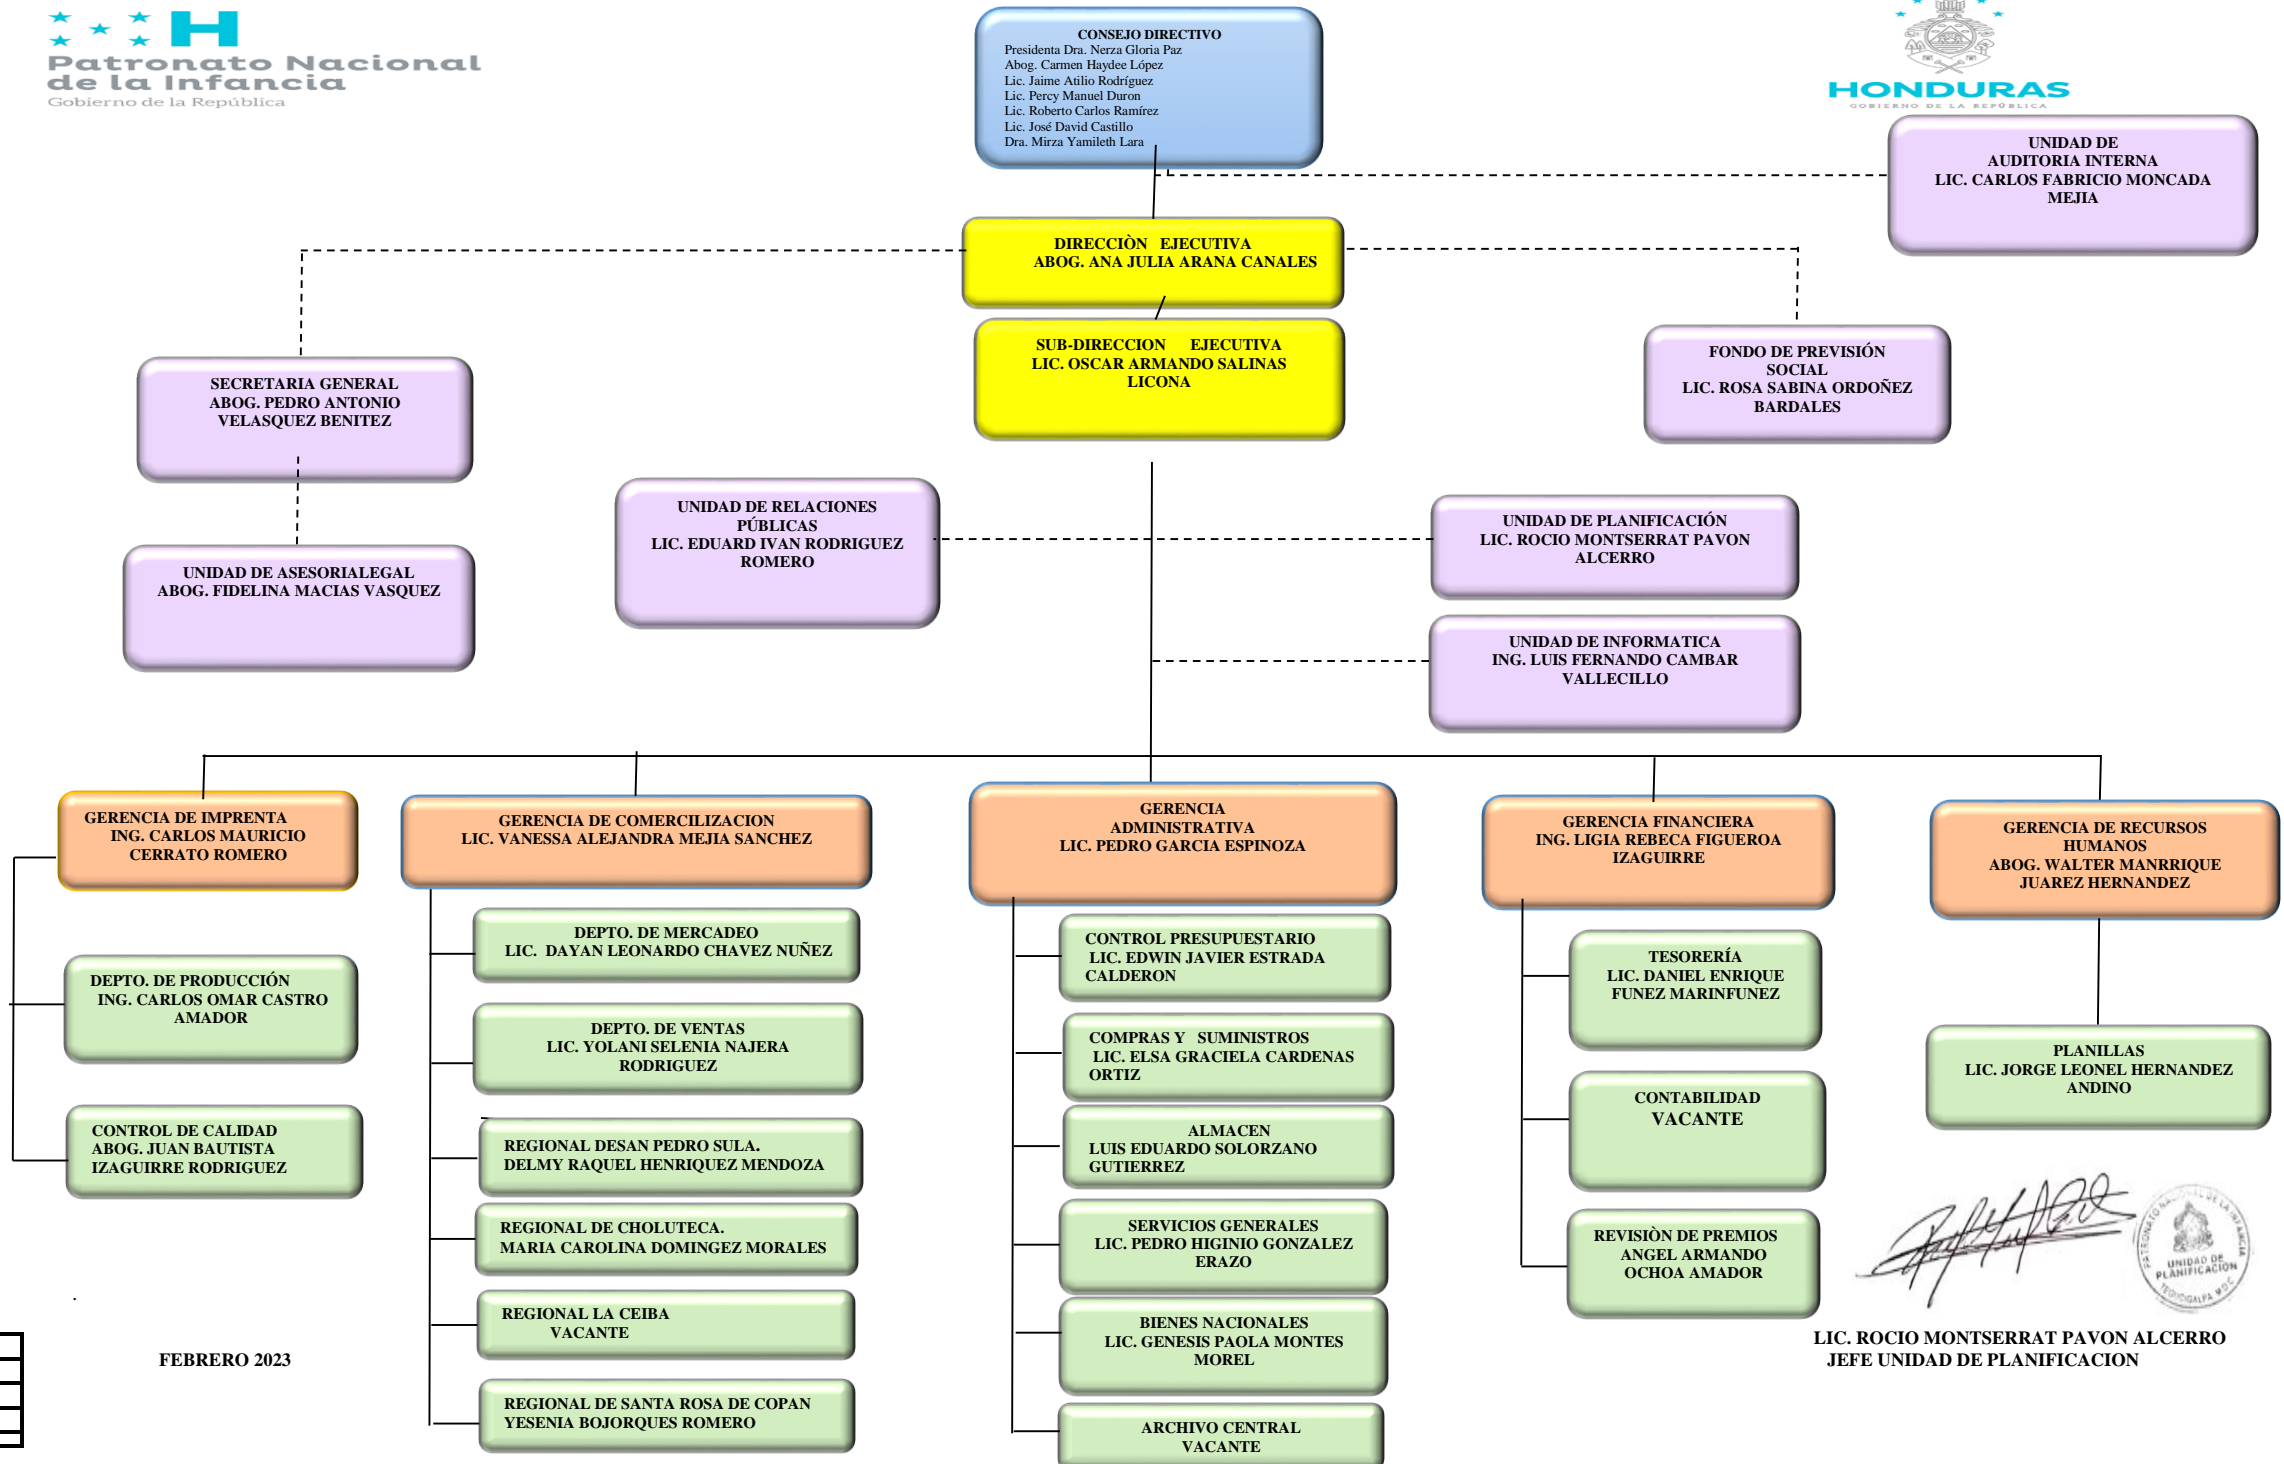 Patronato Nacional
de la Infancia
Gobierno de la República
HONDURAS
GOBIERNO DE LA REPÚBLICA
CONSEJO DIRECTIVO
Presidenta Dra. Nerza Gloria Paz
Abog. Carmen Haydee López
Lic. Jaime Atilio Rodríguez
Lic. Percy Manuel Duron
Lic. Roberto Carlos Ramírez
Lic. José David Castillo
Dra. Mirza Yamileth Lara
UNIDAD DE
AUDITORIA INTERNA
LIC. CARLOS FABRICIO MONCADA
MEJIA
DIRECCIÒN EJECUTIVA
ABOG. ANA JULIA ARANA CANALES
SUB-DIRECCION EJECUTIVA
LIC. OSCAR ARMANDO SALINAS
LICONA
FONDO DE PREVISIÓN
SOCIAL
LIC. ROSA SABINA ORDOÑEZ
BARDALES
SECRETARIA GENERAL
ABOG. PEDRO ANTONIO
VELASQUEZ BENITEZ
UNIDAD DE ASESORIALEGAL
ABOG. FIDELINA MACIAS VASQUEZ
UNIDAD DE RELACIONES
PÚBLICAS
LIC. EDUARD IVAN RODRIGUEZ
ROMERO
UNIDAD DE PLANIFICACIÓN
LIC. ROCIO MONTSERRAT PAVON
ALCERRO
UNIDAD DE INFORMATICA
ING. LUIS FERNANDO CAMBAR
VALLECILLO
GERENCIA DE IMPRENTA
ING. CARLOS MAURICIO
CERRATO ROMERO
DEPTO. DE PRODUCCIÓN
ING. CARLOS OMAR CASTRO
AMADOR
CONTROL DE CALIDAD
ABOG. JUAN BAUTISTA
IZAGUIRRE RODRIGUEZ
GERENCIA DE COMERCILIZACION
LIC. VANESSA ALEJANDRA MEJIA SANCHEZ
DEPTO. DE MERCADEO
LIC. DAYAN LEONARDO CHAVEZ NUÑEZ
DEPTO. DE VENTAS
LIC. YOLANI SELENIA NAJERA
RODRIGUEZ
REGIONAL DESAN PEDRO SULA.
DELMY RAQUEL HENRIQUEZ MENDOZA
REGIONAL DE CHOLUTECA.
MARIA CAROLINA DOMINGEZ MORALES
REGIONAL LA CEIBA
VACANTE
REGIONAL DE SANTA ROSA DE COPAN
YESENIA BOJORQUES ROMERO
GERENCIA
ADMINISTRATIVA
LIC. PEDRO GARCIA ESPINOZA
CONTROL PRESUPUESTARIO
LIC. EDWIN JAVIER ESTRADA
CALDERON
COMPRAS Y SUMINISTROS
LIC. ELSA GRACIELA CARDENAS
ORTIZ
ALMACEN
LUIS EDUARDO SOLORZANO
GUTIERREZ
SERVICIOS GENERALES
LIC. PEDRO HIGINIO GONZALEZ
ERAZO
BIENES NACIONALES
LIC. GENESIS PAOLA MONTES
MOREL
ARCHIVO CENTRAL
VACANTE
GERENCIA FINANCIERA
ING. LIGIA REBECA FIGUEROA
IZAGUIRRE
TESORERÍA
LIC. DANIEL ENRIQUE
FUNEZ MARINFUNEZ
CONTABILIDAD
VACANTE
REVISIÒN DE PREMIOS
ANGEL ARMANDO
OCHOA AMADOR
GERENCIA DE RECURSOS
HUMANOS
ABOG. WALTER MANRRIQUE
JUAREZ HERNANDEZ
PLANILLAS
LIC. JORGE LEONEL HERNANDEZ
ANDINO
PATRONATO NACIONAL DE LA INFANCIA
UNIDAD DE
PLANIFICACION
TEGUCIGALPA M D C
LIC. ROCIO MONTSERRAT PAVON ALCERRO
JEFE UNIDAD DE PLANIFICACION
FEBRERO 2023